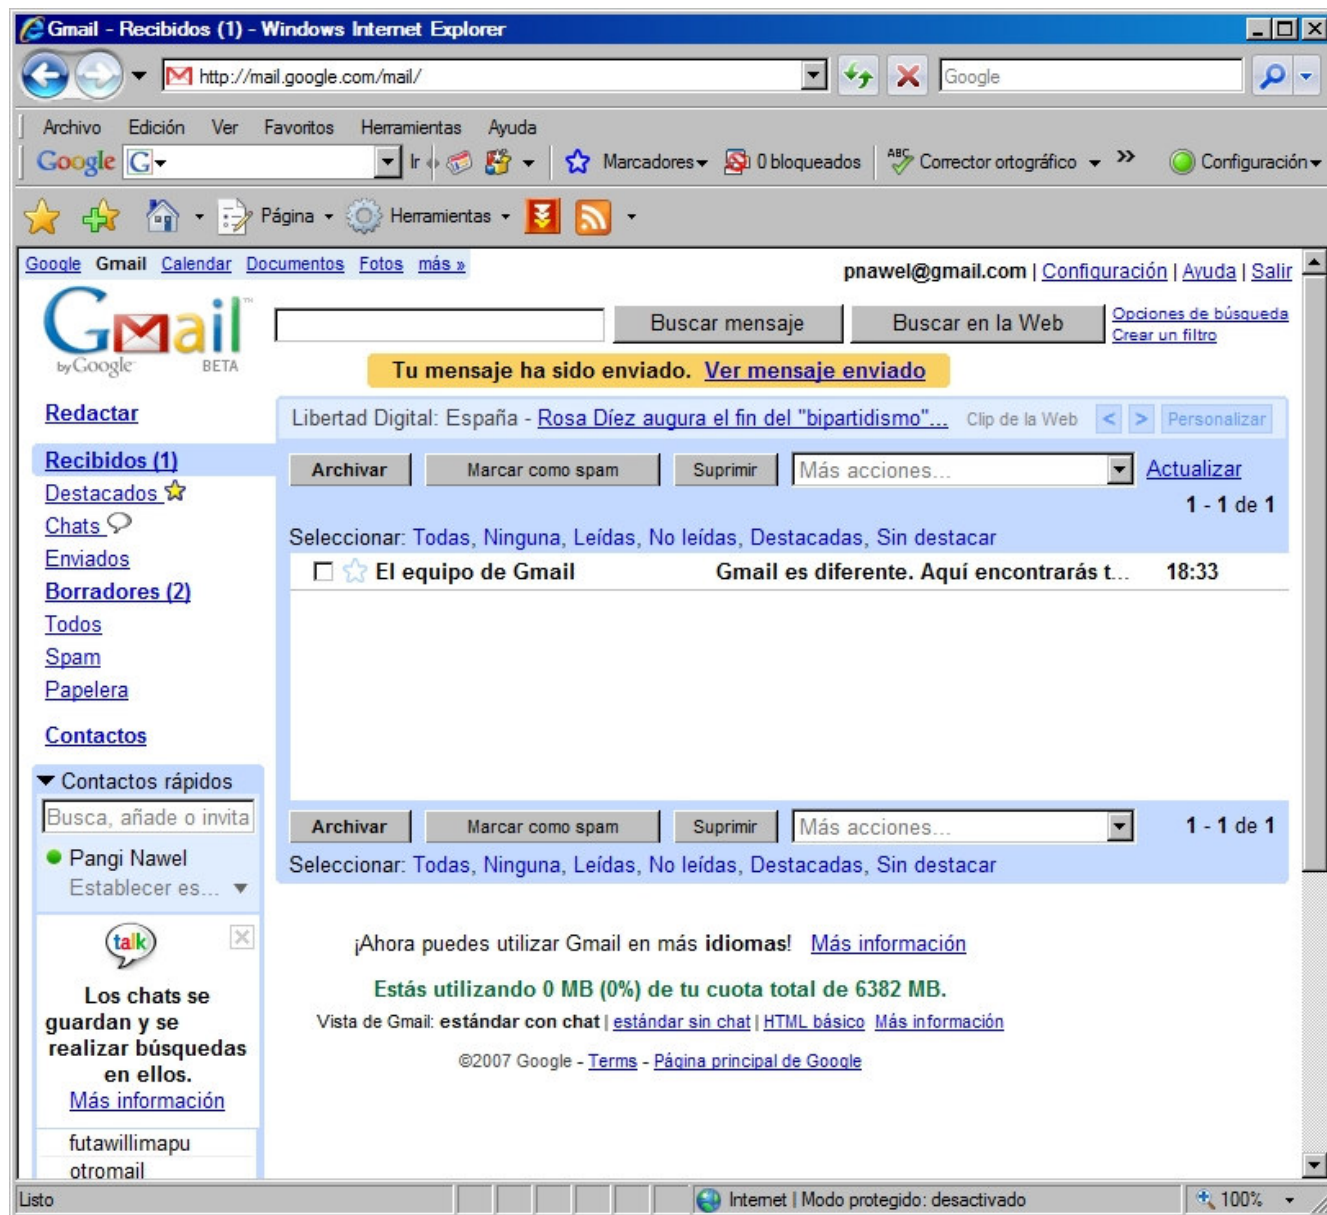 Gmail - Recibidos (1) - Windows Internet Explorer
http://mail.google.com/mail/
Google
Archivo Edición Ver Favoritos Herramientas Ayuda
Google G Ir Marcadores 0 bloqueados ABC Corrector ortográfico >> Configuración
Página Herramientas
Google Gmail Calendar Documentos Fotos más »
pnawel@gmail.com | Configuración | Ayuda | Salir
Gmail™
by Google BETA
Buscar mensaje Buscar en la Web
Opciones de búsqueda
Crear un filtro
Tu mensaje ha sido enviado. Ver mensaje enviado
Redactar
Recibidos (1)
Destacados
Chats
Enviados
Borradores (2)
Todos
Spam
Papelera
Contactos
Contactos rápidos
Busca, añade o invita
Pangi Nawel
Establecer es...
talk
Los chats se
guardan y se
realizar búsquedas
en ellos.
Más información
futawillimapu
otromail
Libertad Digital: España - Rosa Díez augura el fin del "bipartidismo"... Clip de la Web < > Personalizar
Archivar Marcar como spam Suprimir Más acciones... Actualizar
1 - 1 de 1
Seleccionar: Todas, Ninguna, Leídas, No leídas, Destacadas, Sin destacar
El equipo de Gmail Gmail es diferente. Aquí encontrarás t... 18:33
Archivar Marcar como spam Suprimir Más acciones... 1 - 1 de 1
Seleccionar: Todas, Ninguna, Leídas, No leídas, Destacadas, Sin destacar
¡Ahora puedes utilizar Gmail en más idiomas! Más información
Estás utilizando 0 MB (0%) de tu cuota total de 6382 MB.
Vista de Gmail: estándar con chat | estándar sin chat | HTML básico Más información
©2007 Google - Terms - Página principal de Google
Listo Internet | Modo protegido: desactivado 100%